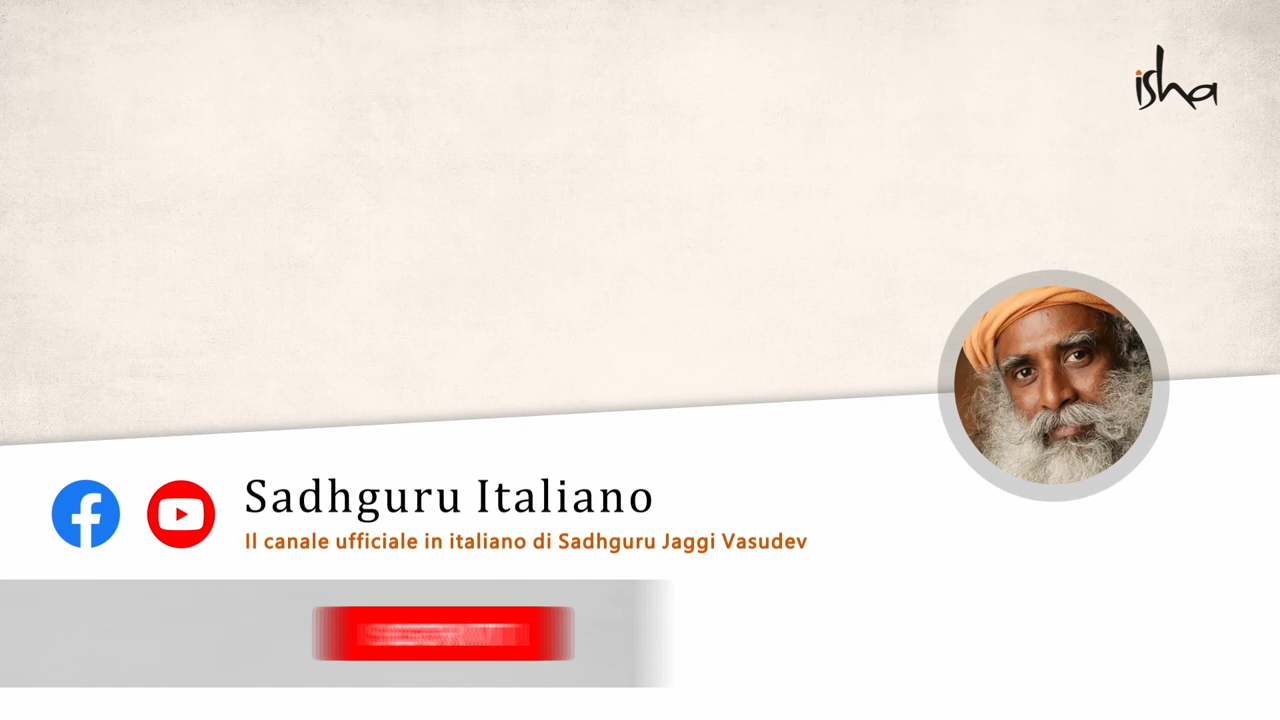 isha
Sadhguru Italiano
Il canale ufficiale in italiano di Sadhguru Jaggi Vasudev